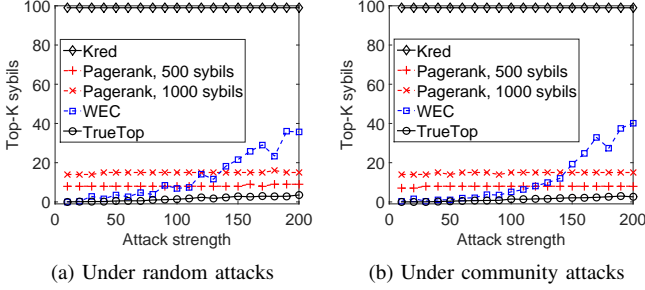 100
80
60
40
20
0
Top-K sybils
Kred
Pagerank, 500 sybils
Pagerank, 1000 sybils
WEC
TrueTop
0 50 100 150 200
Attack strength
(a) Under random attacks
100
80
60
40
20
0
Top-K sybils
Kred
Pagerank, 500 sybils
Pagerank, 1000 sybils
WEC
TrueTop
0 50 100 150 200
Attack strength
(b) Under community attacks